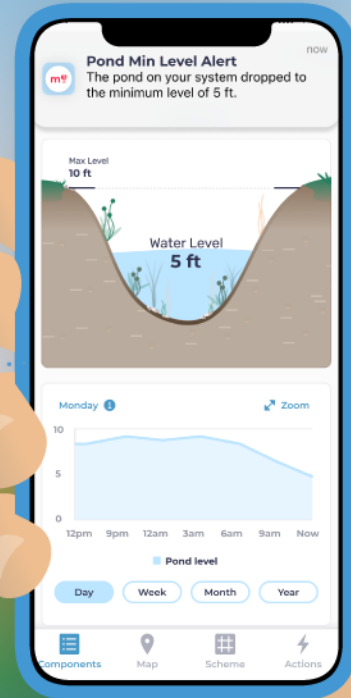 now
me
Pond Min Level Alert
The pond on your system dropped to
the minimum level of 5 ft.
Max Level
10 ft
Water Level
5 ft
Monday 1
Zoom
10
5
0
12pm 9pm 12am 3am 6am 9am Now
Pond level
Day Week Month Year
Components Map Scheme Actions